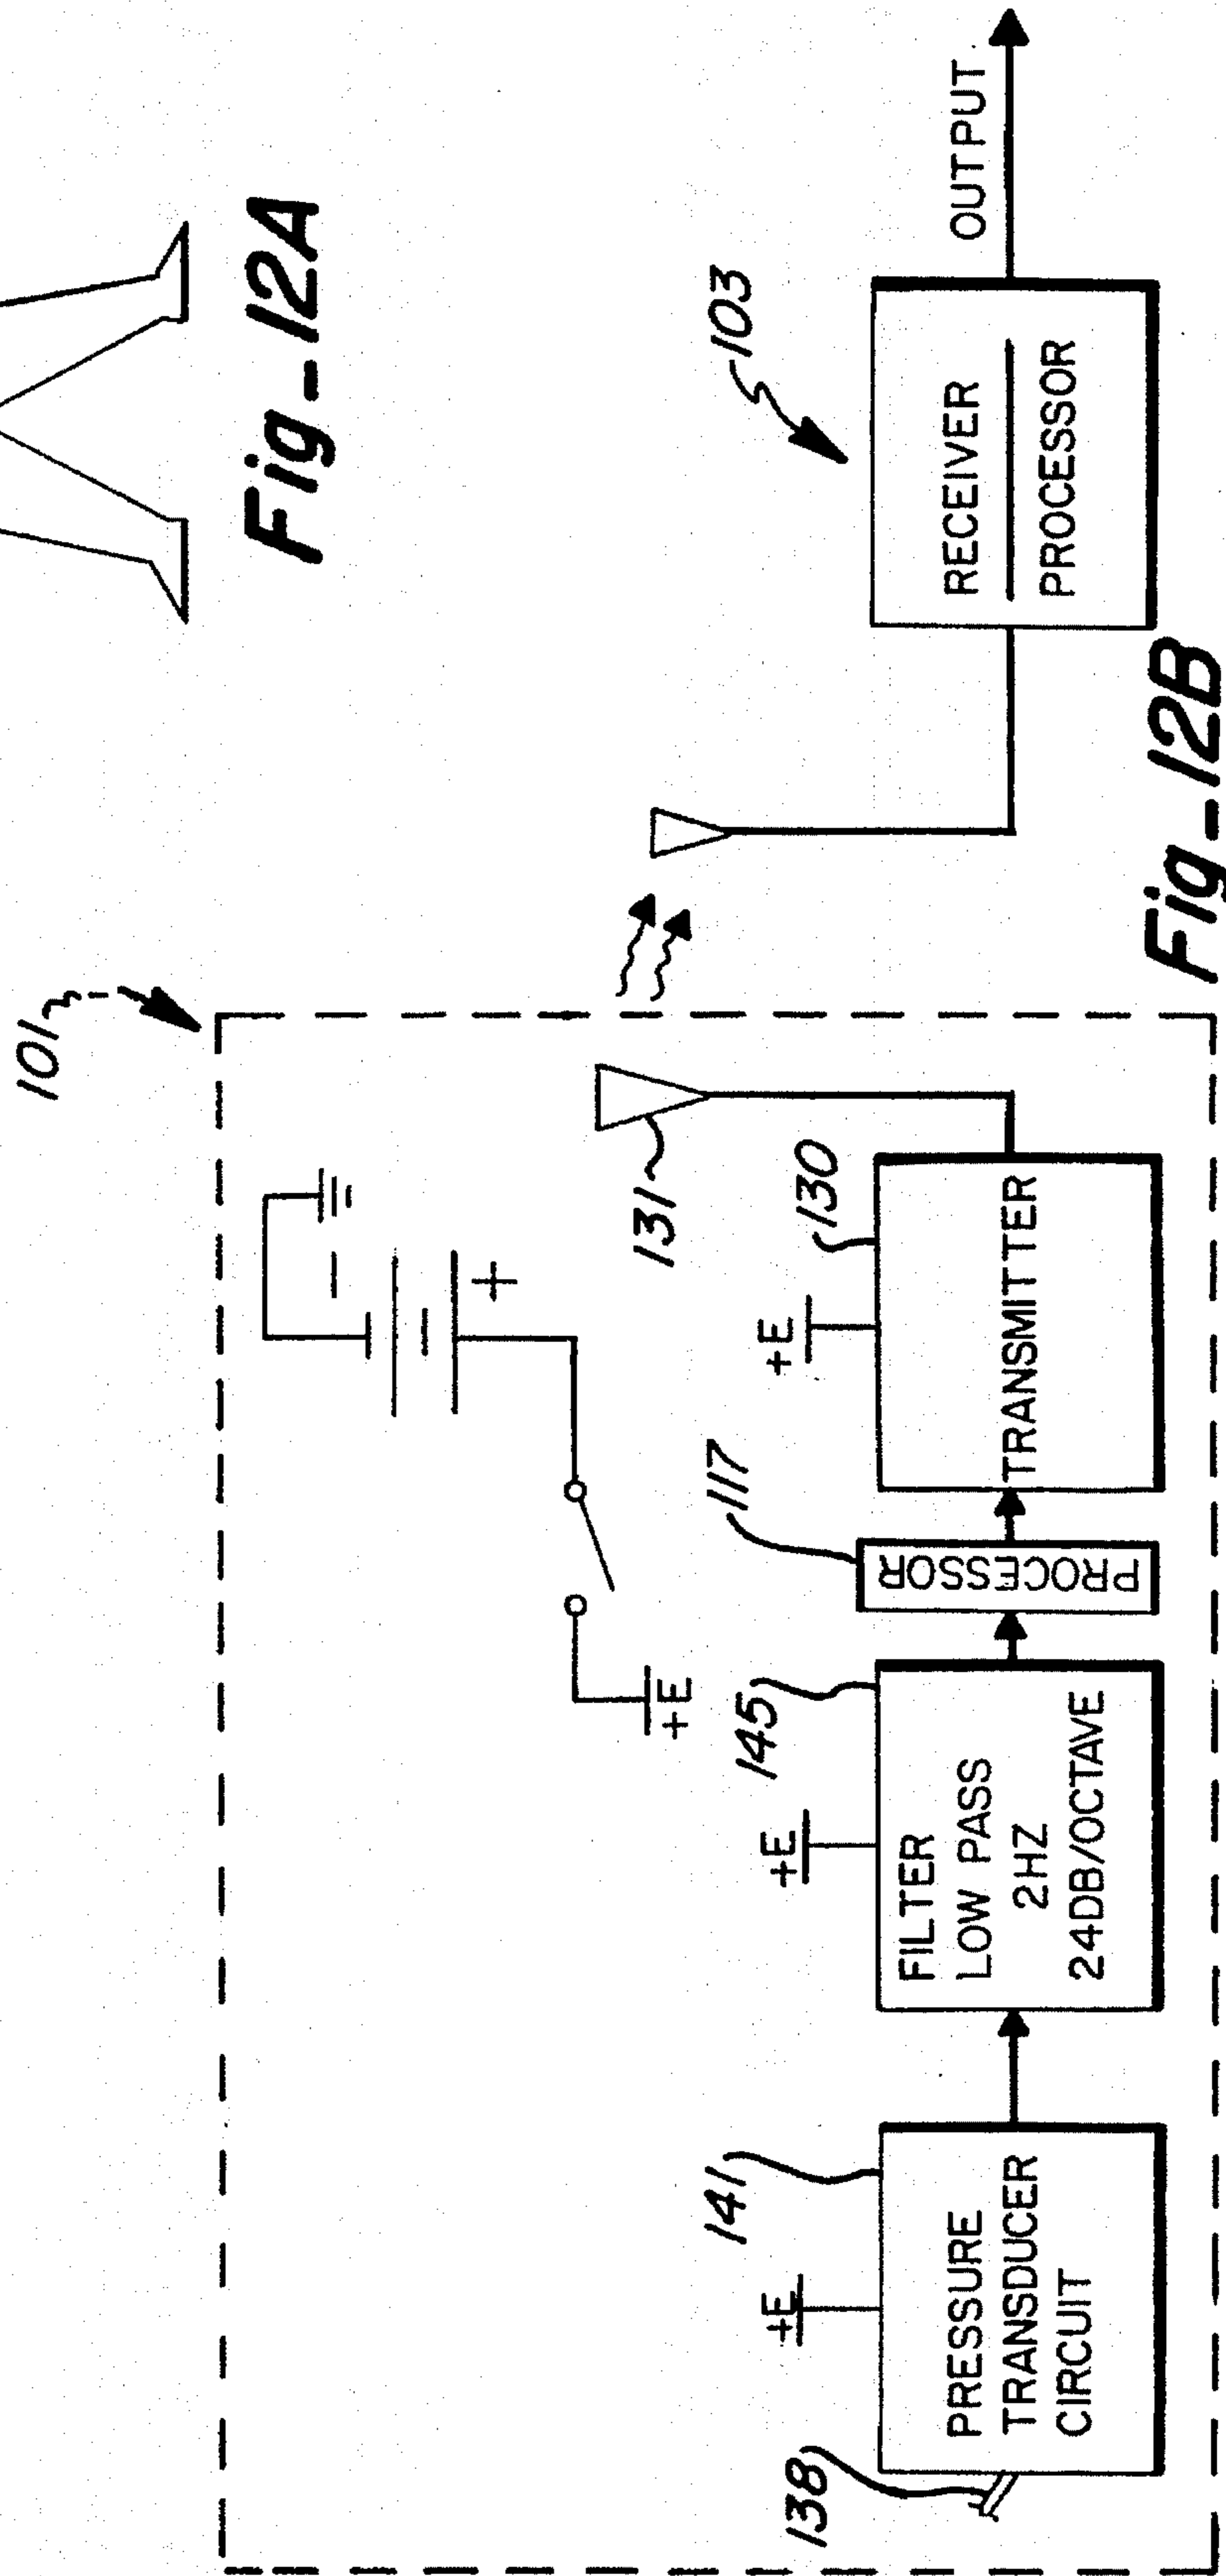 Fig-12A
101
131
+E
117
+E
130
141
+E
145
+E
138
PRESSURE
TRANSDUCER
CIRCUIT
FILTER
LOW PASS
2HZ
24DB/OCTAVE
PROCESSOR
TRANSMITTER
103
RECEIVER
PROCESSOR
OUTPUT
Fig-12B